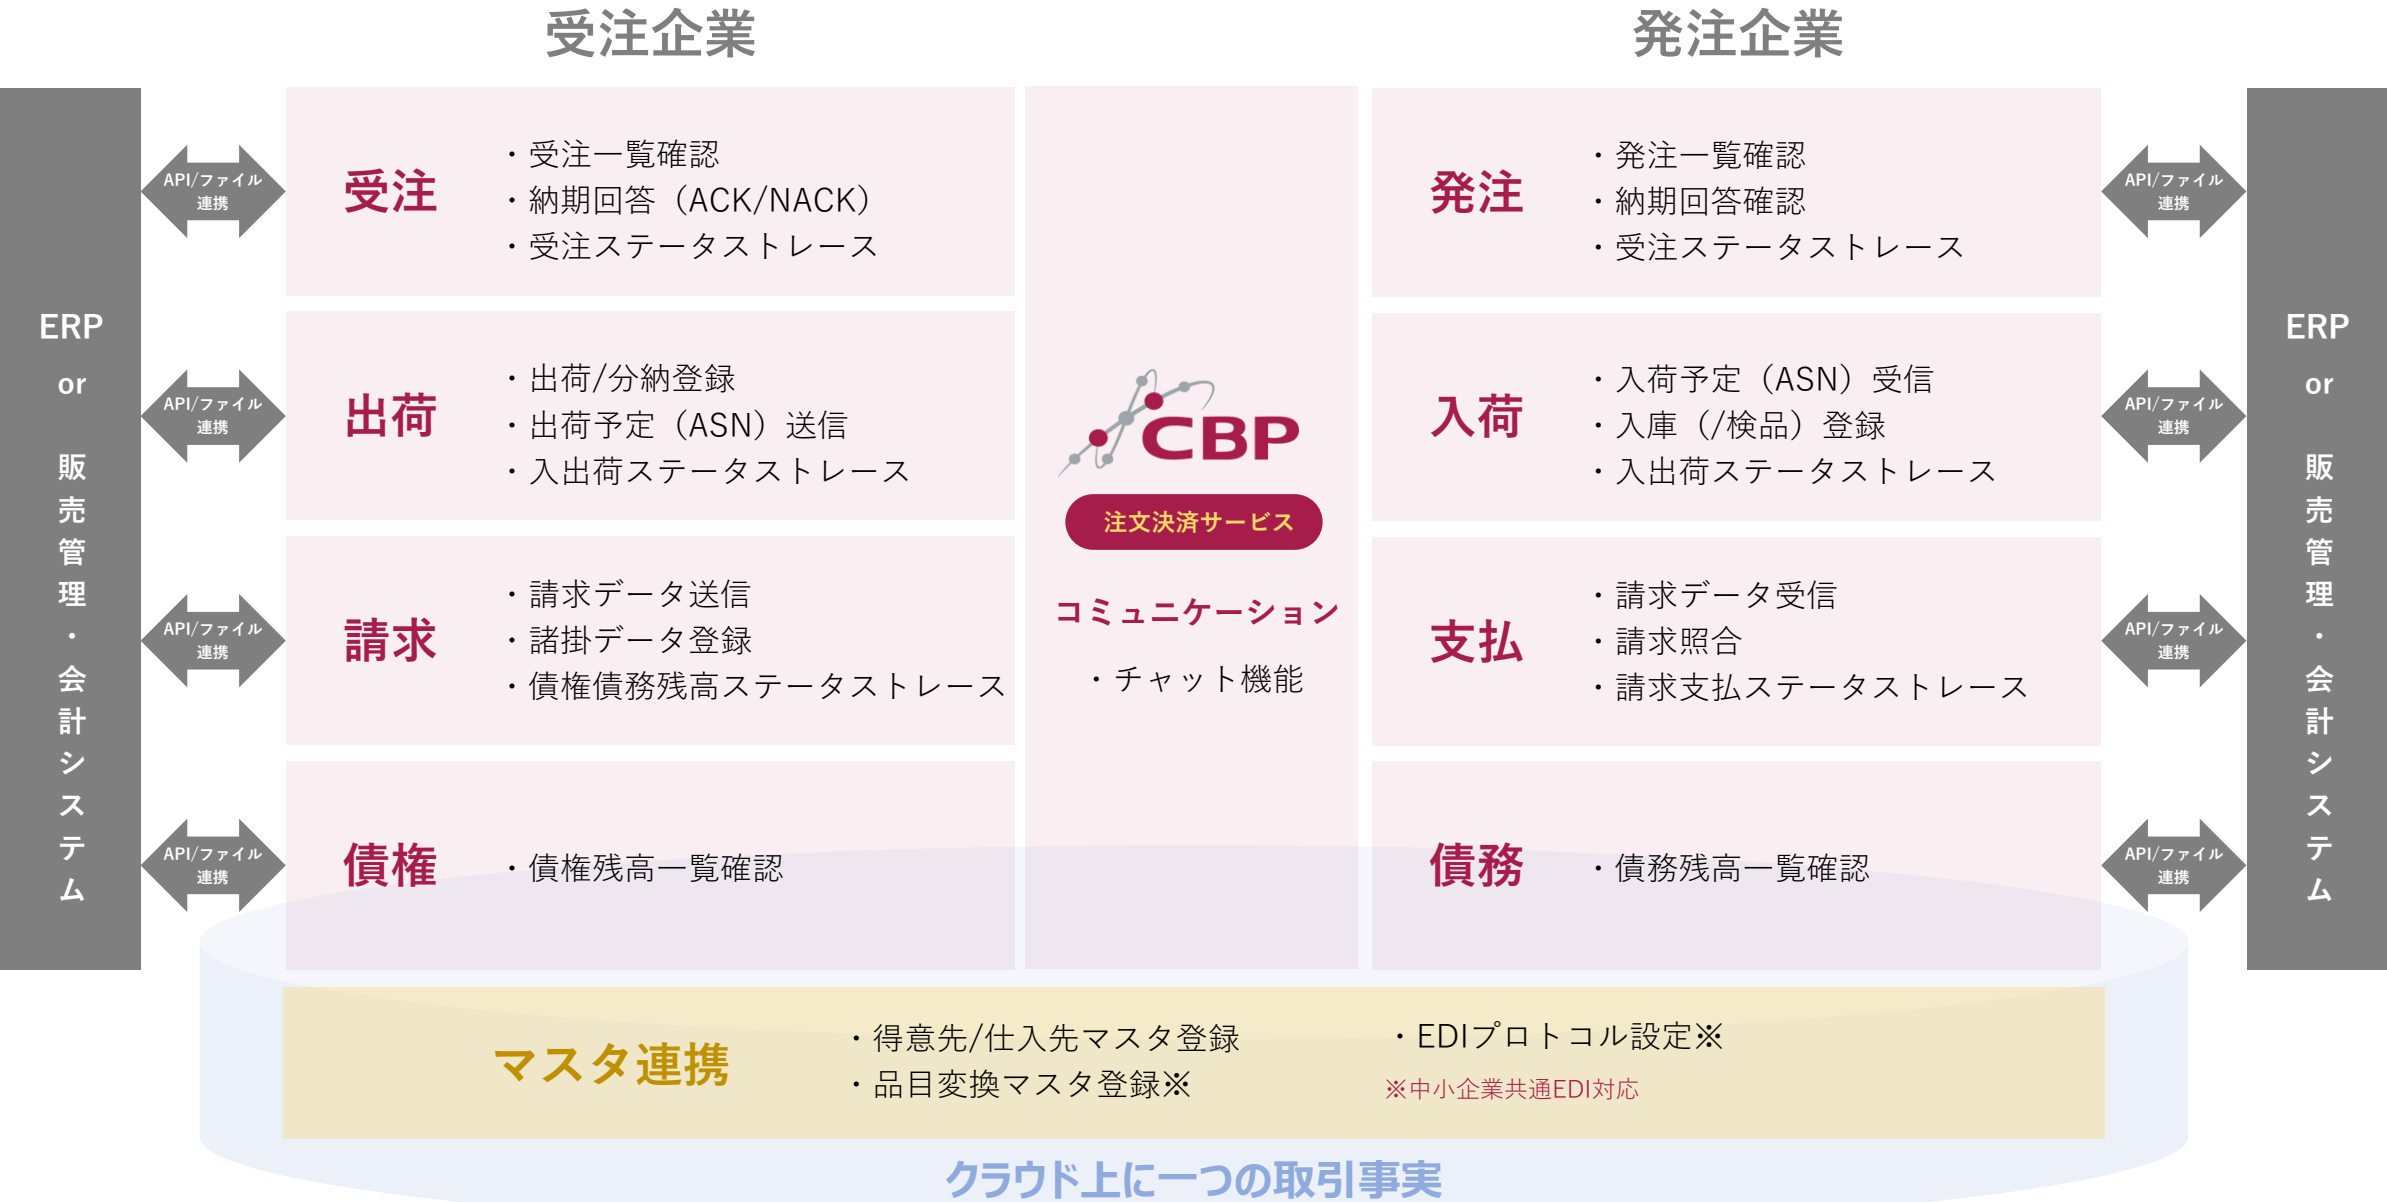 受注企業
発注企業
ERP
or
販売管理・会計システム
API/ファイル
連携
受注
・受注一覧確認
・納期回答（ACK/NACK）
・受注ステータストレース
API/ファイル
連携
出荷
・出荷/分納登録
・出荷予定（ASN）送信
・入出荷ステータストレース
API/ファイル
連携
請求
・請求データ送信
・諸掛データ登録
・債権債務残高ステータストレース
API/ファイル
連携
債権
・債権残高一覧確認
CBP
注文決済サービス
コミュニケーション
・チャット機能
発注
・発注一覧確認
・納期回答確認
・受注ステータストレース
API/ファイル
連携
入荷
・入荷予定（ASN）受信
・入庫（/検品）登録
・入出荷ステータストレース
API/ファイル
連携
支払
・請求データ受信
・請求照合
・請求支払ステータストレース
API/ファイル
連携
債務
・債務残高一覧確認
API/ファイル
連携
ERP
or
販売管理・会計システム
マスタ連携
・得意先/仕入先マスタ登録
・品目変換マスタ登録※
・EDIプロトコル設定※
※中小企業共通EDI対応
クラウド上に一つの取引事実